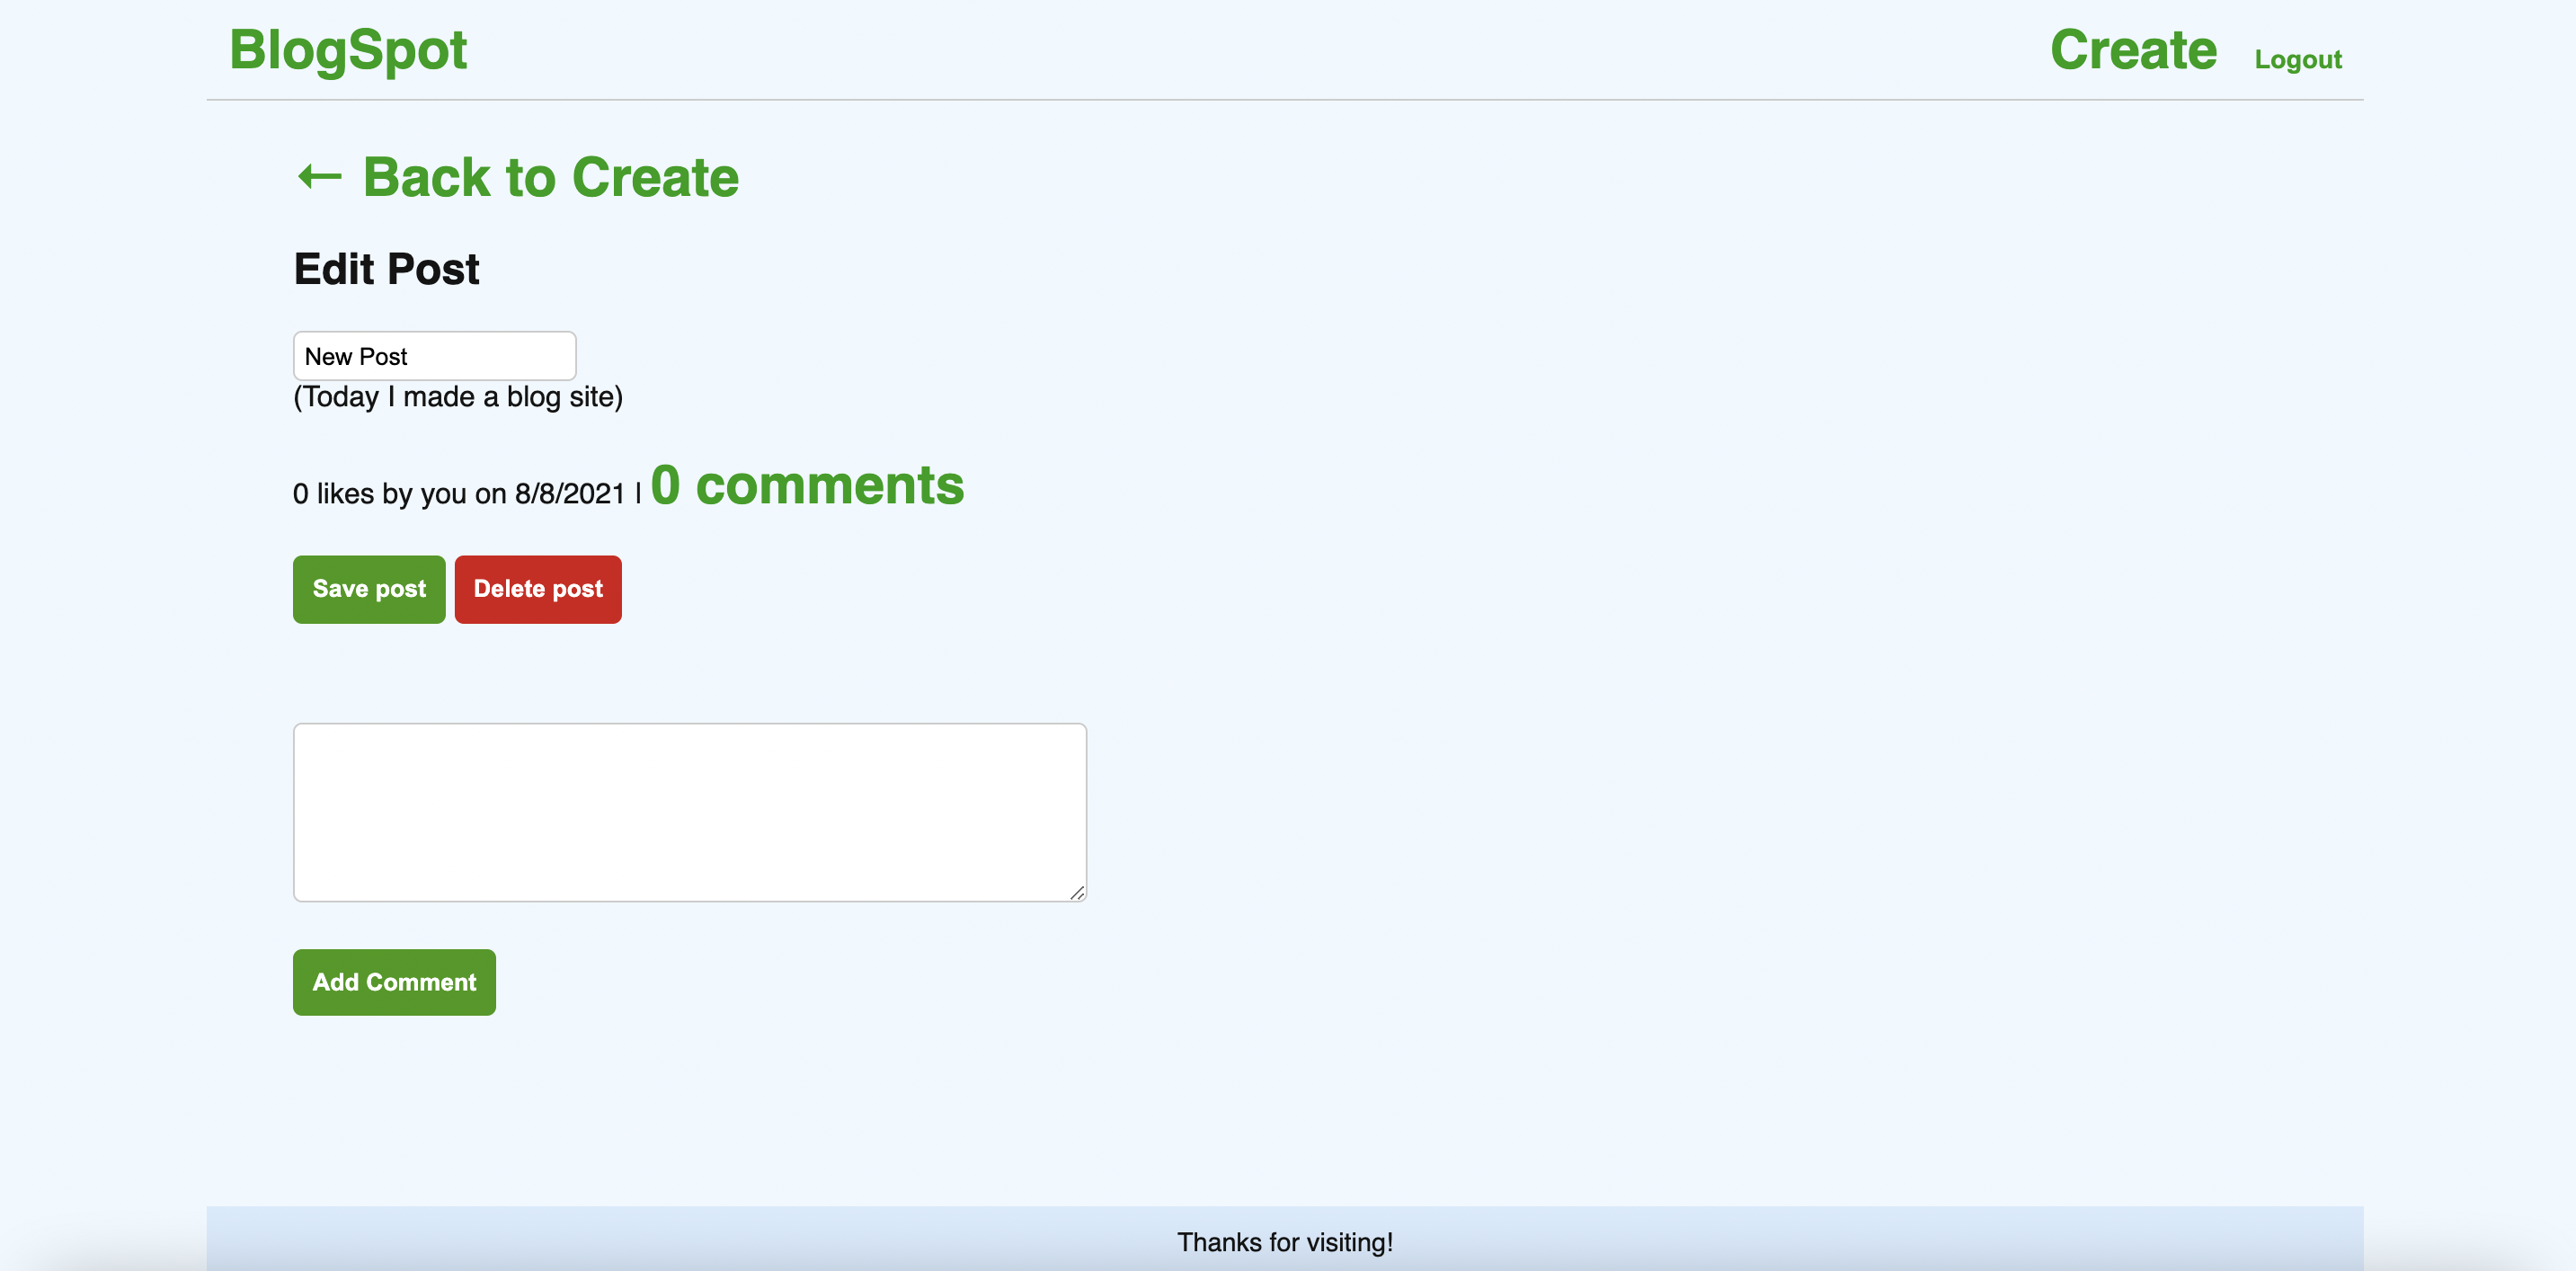 BlogSpot Create Logout
← Back to Create
Edit Post
New Post
(Today I made a blog site)
0 likes by you on 8/8/2021 | 0 comments
Save post Delete post
Add Comment
Thanks for visiting!